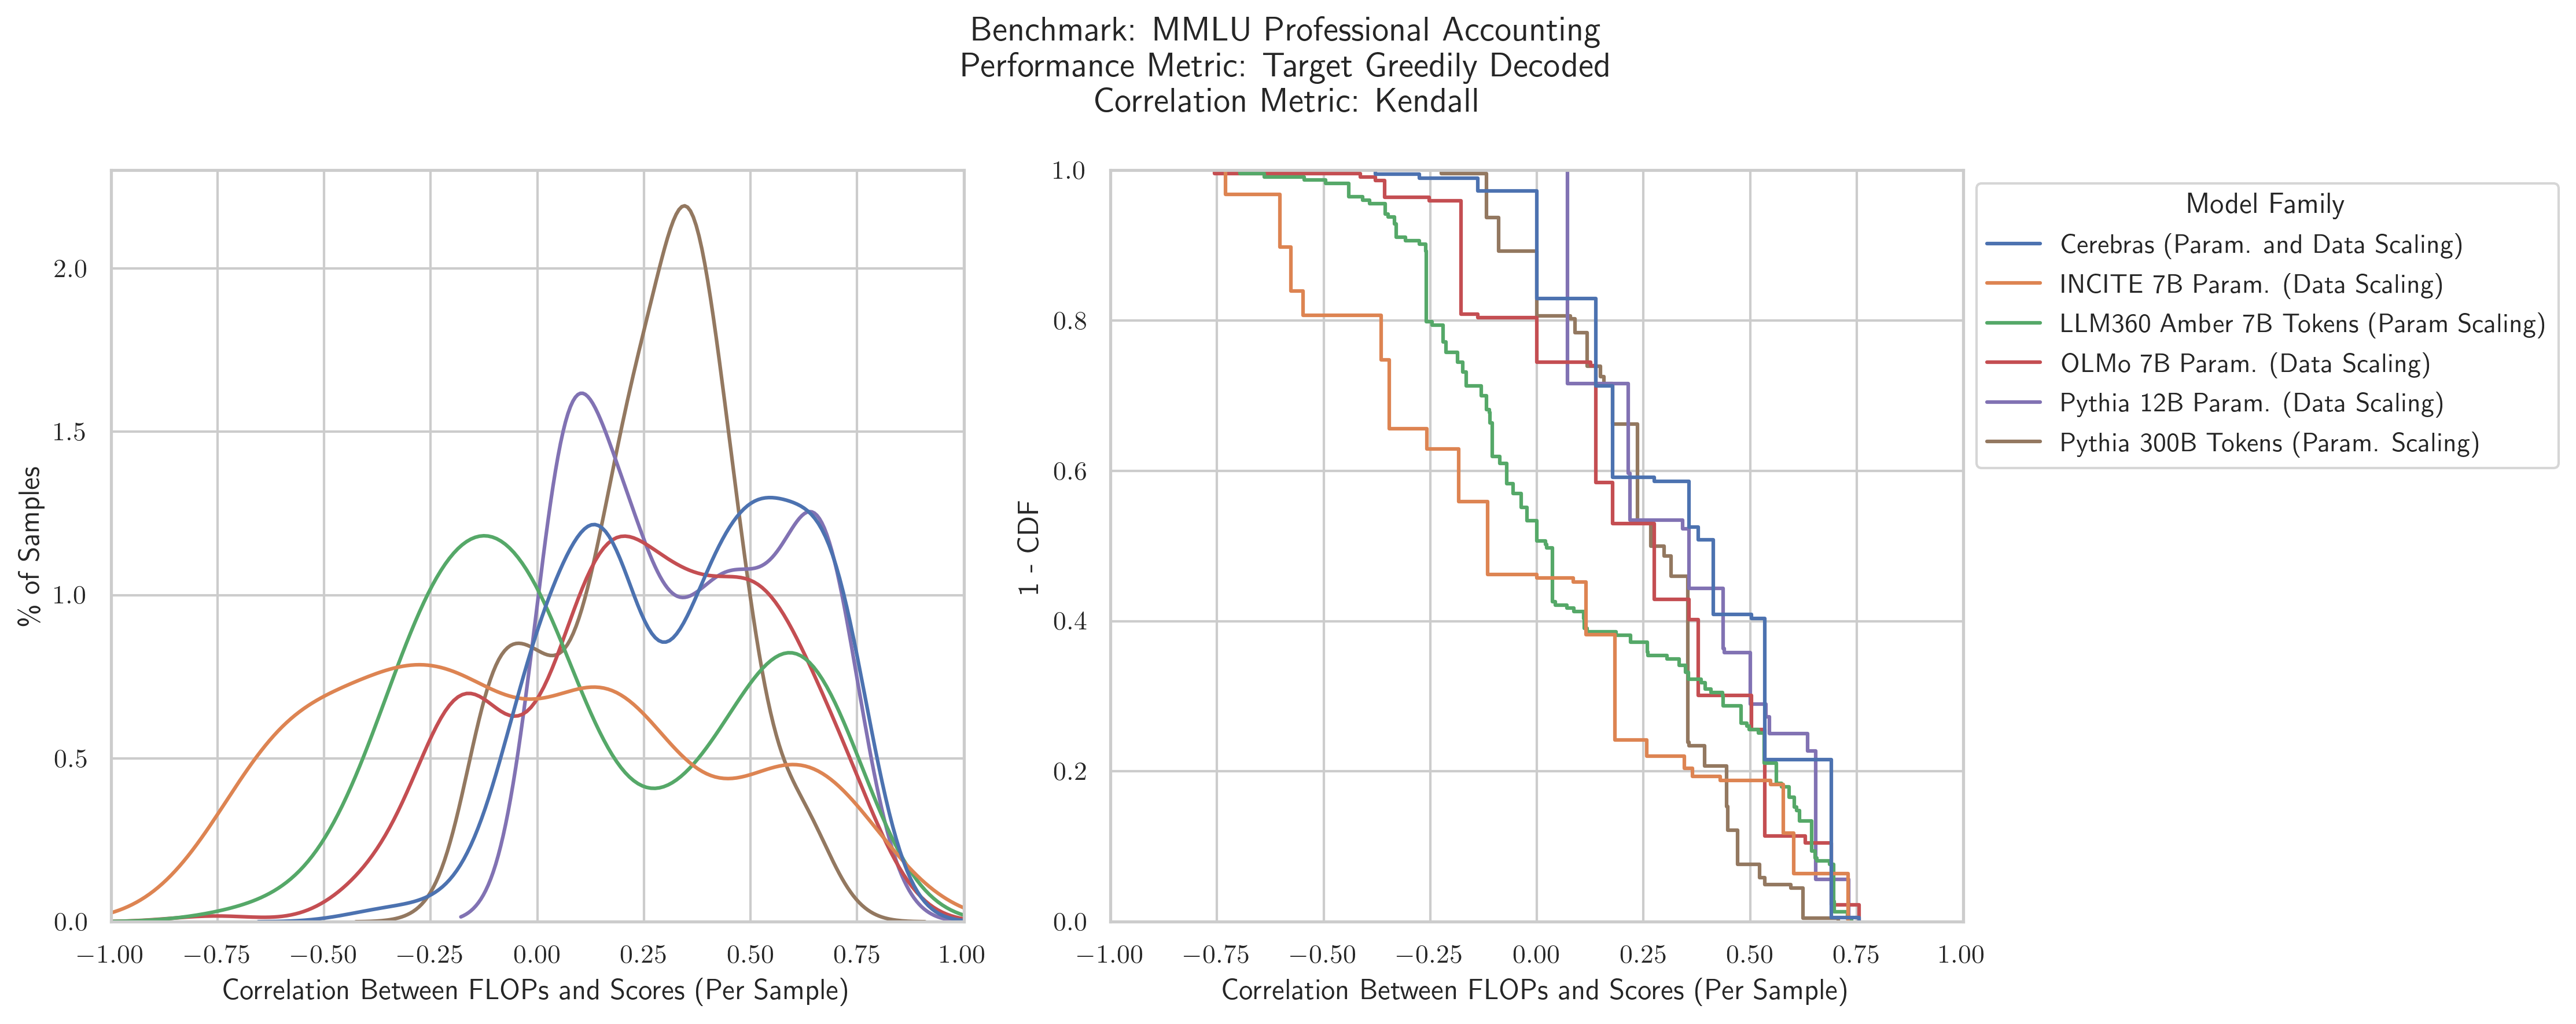 Benchmark: MMLU Professional Accounting
Performance Metric: Target Greedily Decoded
Correlation Metric: Kendall
% of Samples
2.0
1.5
1.0
0.5
0.0
−1.00 −0.75 −0.50 −0.25 0.00 0.25 0.50 0.75 1.00
Correlation Between FLOPs and Scores (Per Sample)
1 - CDF
1.0
0.8
0.6
0.4
0.2
0.0
−1.00 −0.75 −0.50 −0.25 0.00 0.25 0.50 0.75 1.00
Correlation Between FLOPs and Scores (Per Sample)
Model Family
Cerebras (Param. and Data Scaling)
INCITE 7B Param. (Data Scaling)
LLM360 Amber 7B Tokens (Param Scaling)
OLMo 7B Param. (Data Scaling)
Pythia 12B Param. (Data Scaling)
Pythia 300B Tokens (Param. Scaling)